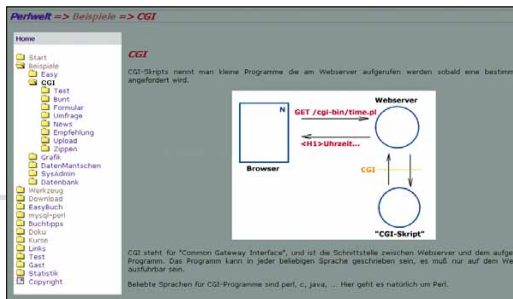 Perlwelt => Beispiele => CGI
Home
Start
Beispiele
Easy
CGI
Test
Bunt
Formular
Umfrage
News
Empfehlung
Upload
Zippen
Grafik
DatenMantschen
SysAdmin
Datenbank
Werkzeug
Download
EasyBuch
mysql-perl
Buchtipps
Doku
Kurse
Links
Test
Gast
Statistik
Copyright
CGI
CGI-Skripts nennt man kleine Programme die am Webserver aufgerufen werden sobald eine bestimm
angefordert wird.
Webserver
N
GET /cgi-bin/time.pl
<H1>Uhrzeit...
Browser
CGI
"CGI-Skript"
CGI steht für "Common Gateway Interface", und ist die Schnittstelle zwischen Webserver und dem aufge
Programm. Das Programm kann in jeder beliebigen Sprache geschrieben sein, es muß nur auf dem We
ausführbar sein.
Beliebte Sprachen für CGI-Programme sind perl, c, java, ... Hier geht es natürlich um Perl.